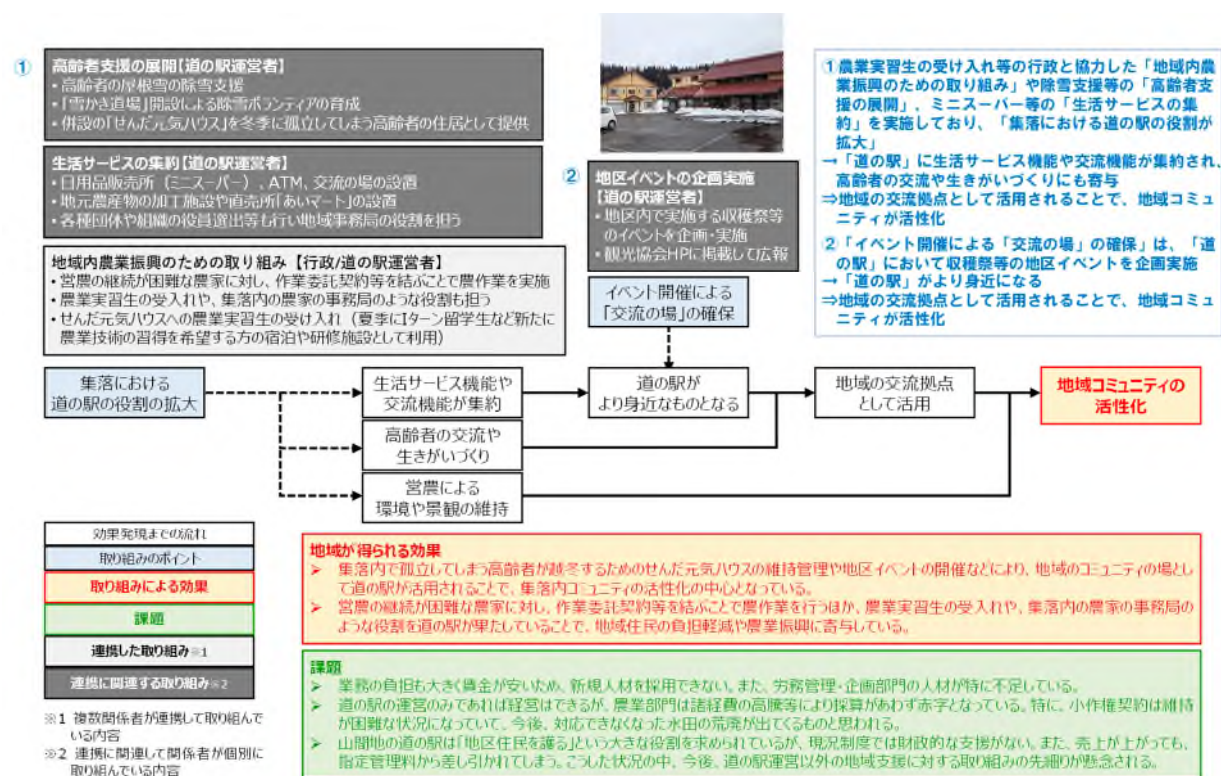 ①
高齢者支援の展開【道の駅運営者】
・高齢者の屋根雪の除雪支援
・「雪かき道場」開設による除雪ボランティアの育成
・併設の「せんだ元気ハウス」を冬季に孤立してしまう高齢者の住居として提供
生活サービスの集約【道の駅運営者】
・日用品販売所（ミニスーパー）、ATM、交流の場の設置
・地元農産物の加工施設や直売所「あいマート」の設置
・各種団体や組織の役員選出等も行い地域事務局の役割を担う
地域内農業振興のための取り組み【行政/道の駅運営者】
・営農の継続が困難な農家に対し、作業委託契約等を結ぶことで農作業を実施
・農業実習生の受入れや、集落内の農家の事務局のような役割も担う
・せんだ元気ハウスへの農業実習生の受け入れ（夏季にIターン留学生など新たに
農業技術の習得を希望する方の宿泊や研修施設として利用）
②
地区イベントの企画実施
【道の駅運営者】
・地区内で実施する収穫祭等
のイベントを企画・実施
・観光協会HPに掲載して広報
イベント開催による
「交流の場」の確保
①農業実習生の受け入れ等の行政と協力した「地域内農
業振興のための取り組み」や除雪支援等の「高齢者支
援の展開」、ミニスーパー等の「生活サービスの集
約」を実施しており、「集落における道の駅の役割が
拡大」
→「道の駅」に生活サービス機能や交流機能が集約され、
高齢者の交流や生きがいづくりにも寄与
⇒地域の交流拠点として活用されることで、地域コミュ
ニティが活性化
②「イベント開催による「交流の場」の確保」は、「道
の駅」において収穫祭等の地区イベントを企画実施
→「道の駅」がより身近になる
⇒地域の交流拠点として活用されることで、地域コミュ
ニティが活性化
集落における
道の駅の役割の拡大
生活サービス機能や
交流機能が集約
道の駅が
より身近なものとなる
地域の交流拠点
として活用
地域コミュニティの
活性化
高齢者の交流や
生きがいづくり
営農による
環境や景観の維持
効果発現までの流れ
取り組みのポイント
取り組みによる効果
課題
連携した取り組み※1
連携に関連する取り組み※2
※1 複数関係者が連携して取り組んで
いる内容
※2 連携に関連して関係者が個別に
取り組んでいる内容
地域が得られる効果
➢ 集落内で孤立してしまう高齢者が越冬するためのせんだ元気ハウスの維持管理や地区イベントの開催などにより、地域のコミュニティの場とし
て道の駅が活用されることで、集落内コミュニティの活性化の中心となっている。
➢ 営農の継続が困難な農家に対し、作業委託契約等を結ぶことで農作業を行うほか、農業実習生の受入れや、集落内の農家の事務局の
ような役割を道の駅が果たしていることで、地域住民の負担軽減や農業振興に寄与している。
課題
➢ 業務の負担も大きく賃金が安いため、新規人材を採用できない。また、労務管理・企画部門の人材が特に不足している。
➢ 道の駅の運営のみであれば経営はできるが、農業部門は諸経費の高騰等により採算があわず赤字となっている。特に、小作権契約は維持
が困難な状況になっていて、今後、対応できなくなった水田の荒廃が出てくるものと思われる。
➢ 山間地の道の駅は「地区住民を護る」という大きな役割を求められているが、現況制度では財政的な支援がない。また、売上が上がっても、
指定管理料から差し引かれてしまう。こうした状況の中、今後、道の駅運営以外の地域支援に対する取り組みの先細りが懸念される。